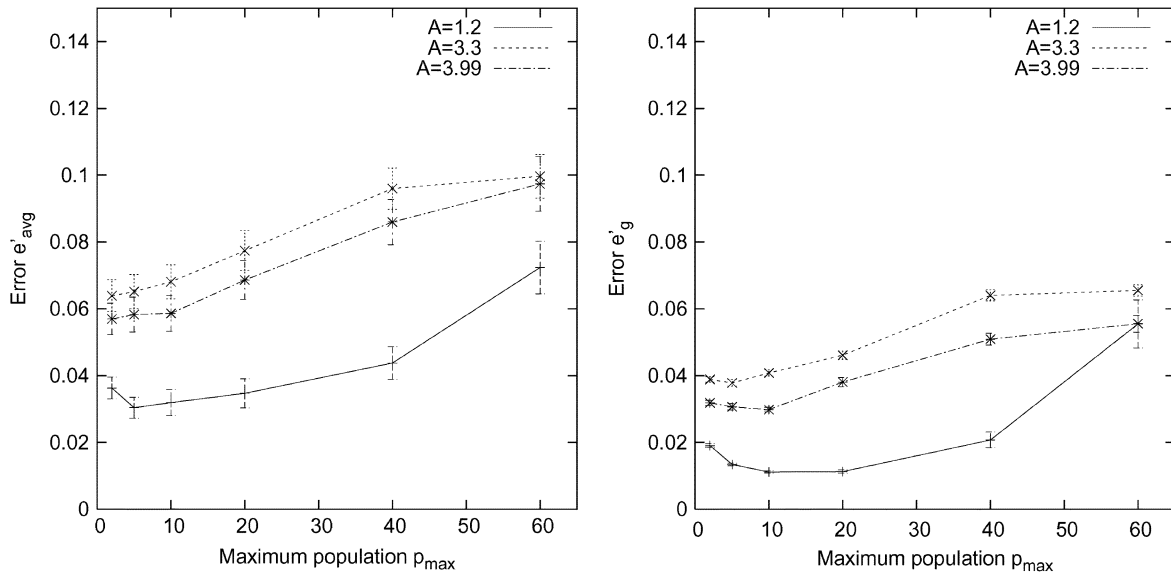 0.14
0.12
0.1
0.08
0.06
0.04
0.02
0
Error e'avg
0 10 20 30 40 50 60
Maximum population pmax
A=1.2
A=3.3
A=3.99
0.14
0.12
0.1
0.08
0.06
0.04
0.02
0
Error e'g
0 10 20 30 40 50 60
Maximum population pmax
A=1.2
A=3.3
A=3.99